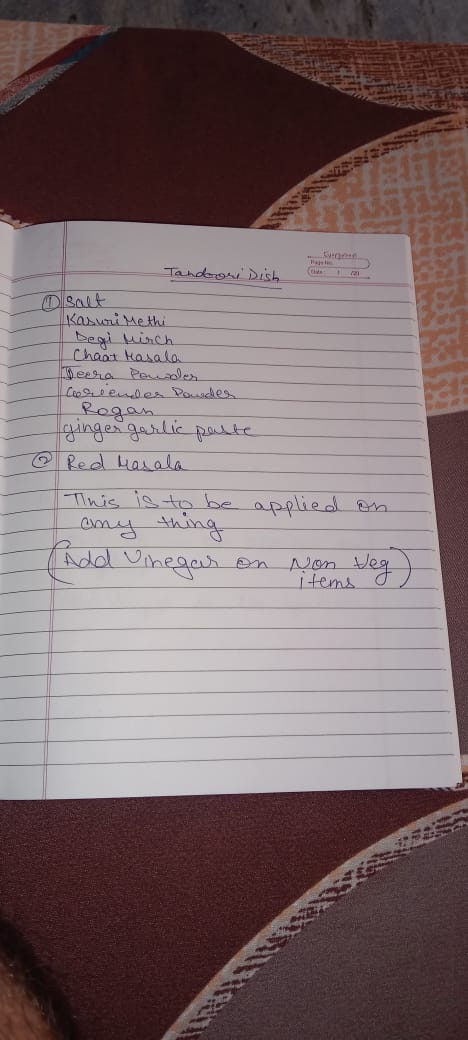 Evergreen
Page No.
Date: / /20
Tandoori Dish
① Salt
Kasuri Methi
Degi Mirch
Chaat Masala
Jeera Powder
Coriender Powder
Rogan
ginger garlic paste
② Red Masala
This is to be applied on
any thing
(Add Vinegar on Non Veg
items)